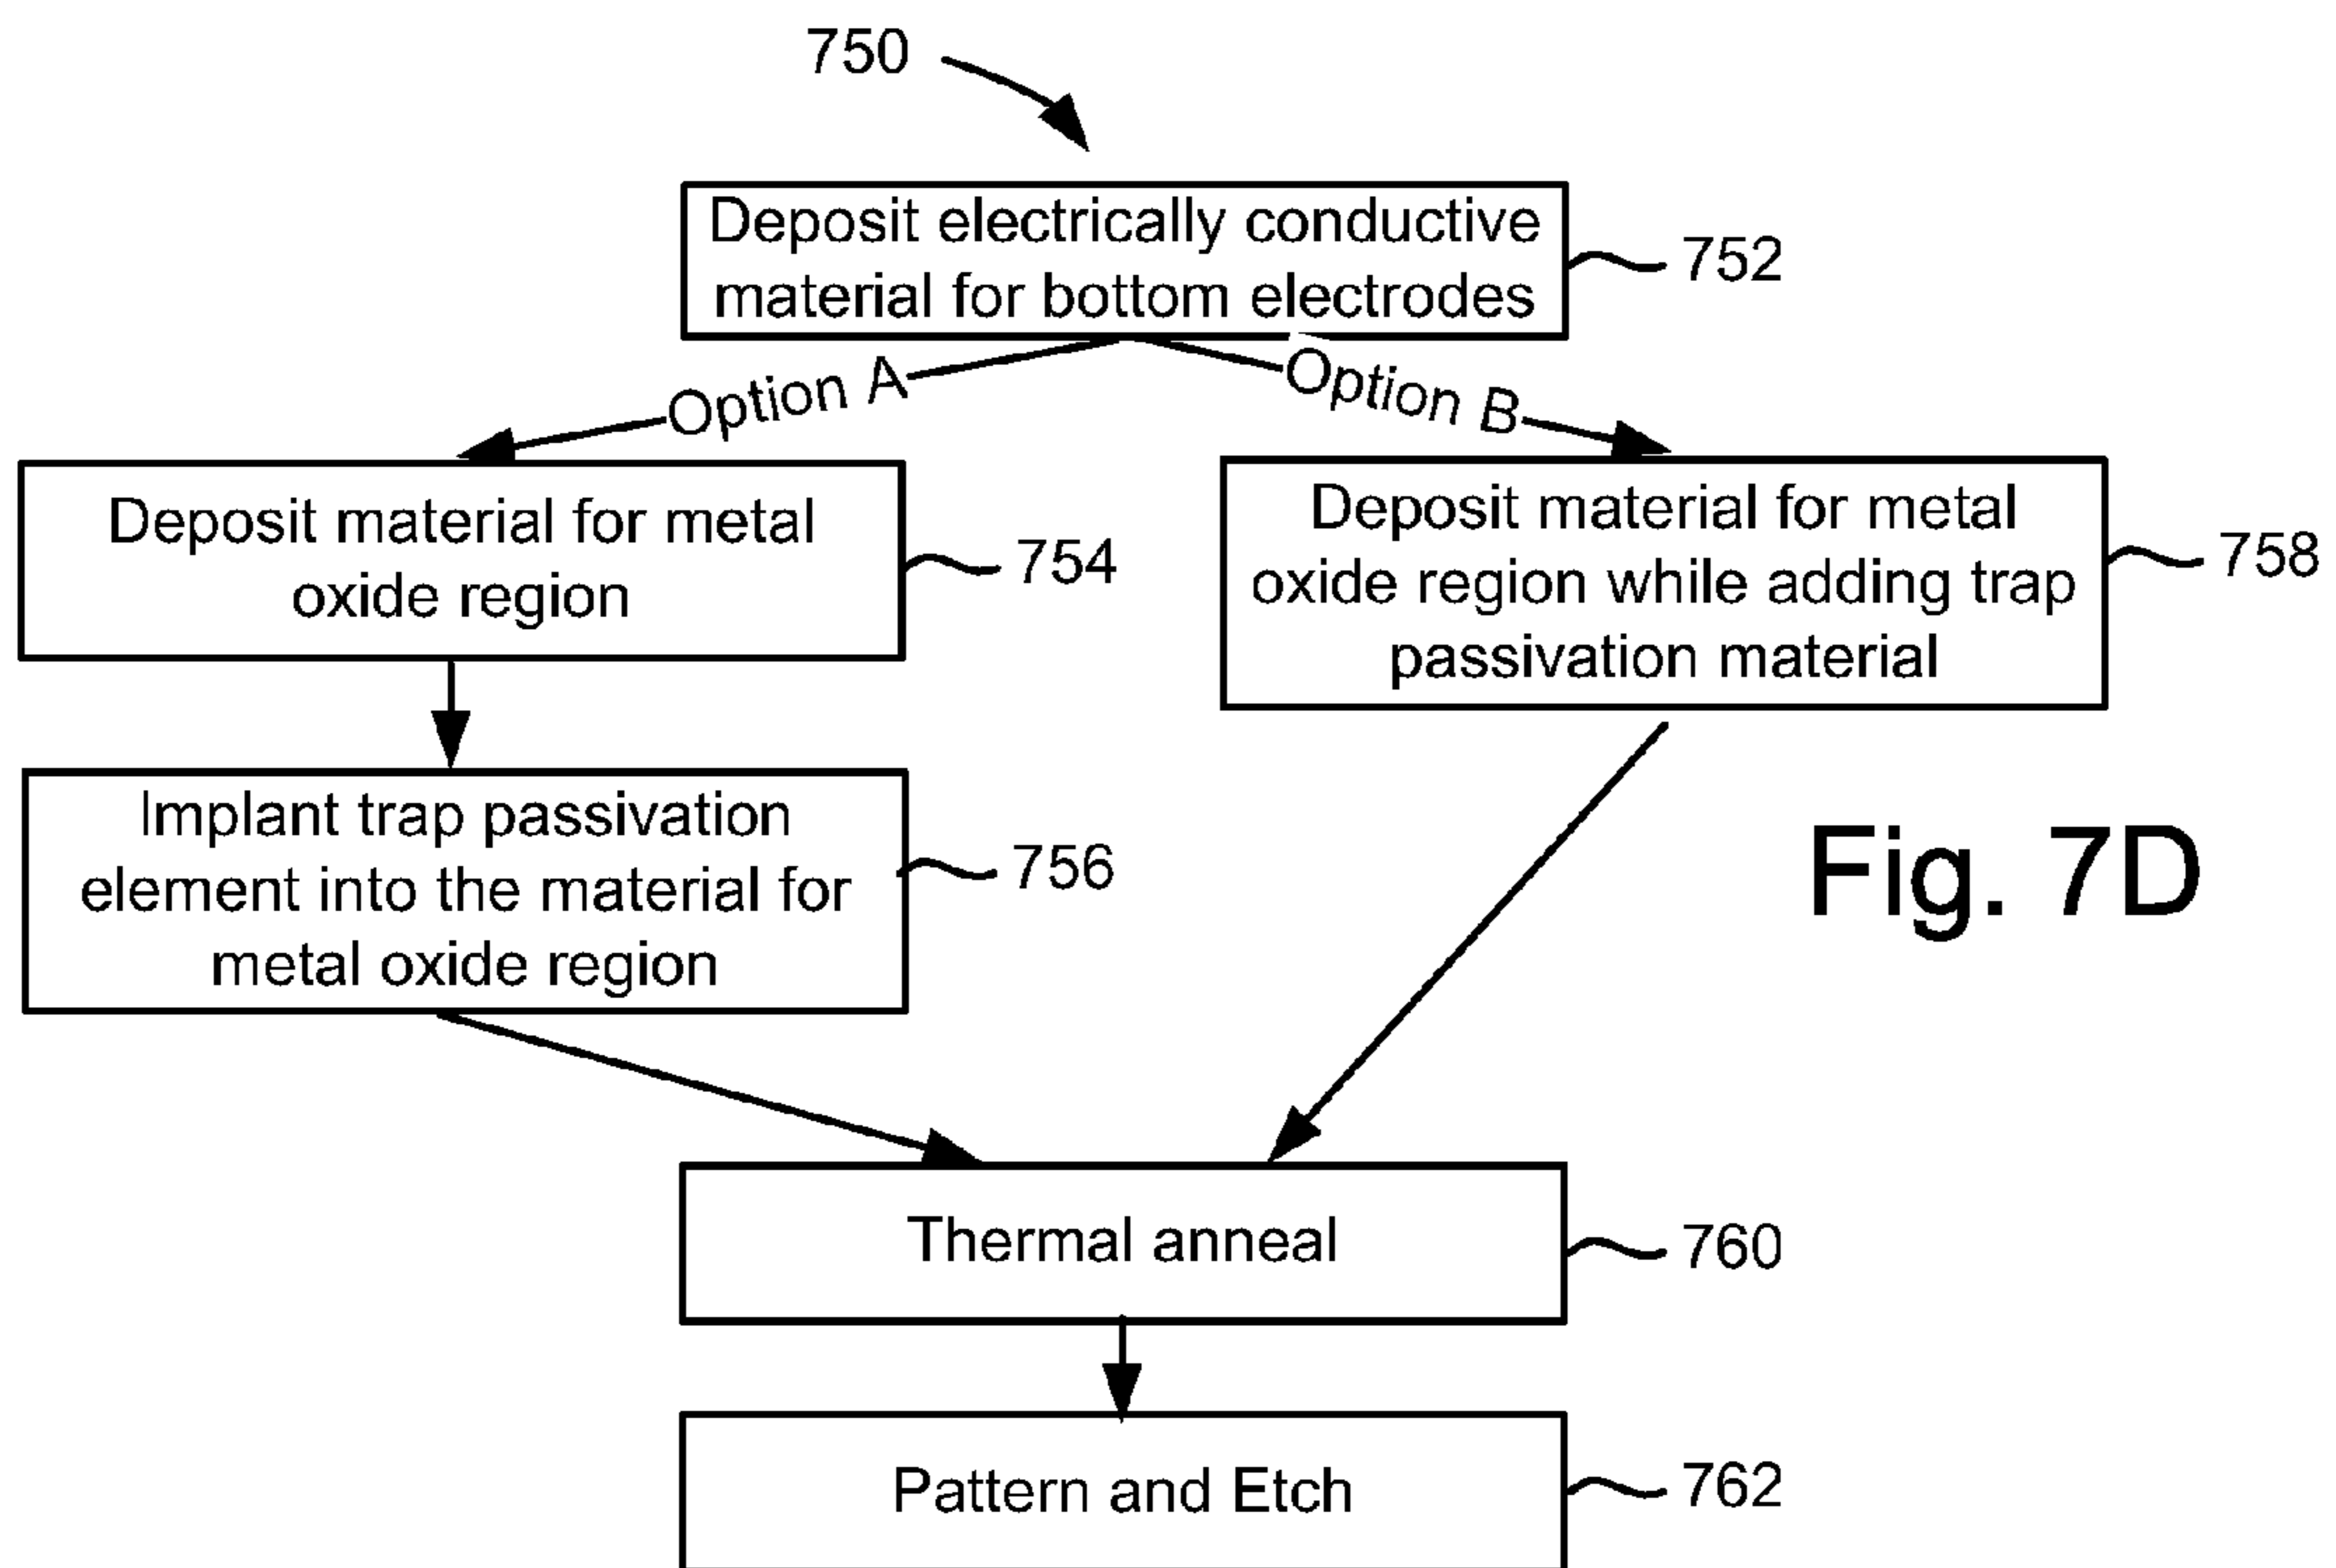 750
Deposit electrically conductive
material for bottom electrodes
752
Option A
Option B
Deposit material for metal
oxide region
754
Deposit material for metal
oxide region while adding trap
passivation material
758
Implant trap passivation
element into the material for
metal oxide region
756
Fig. 7D
Thermal anneal
760
Pattern and Etch
762